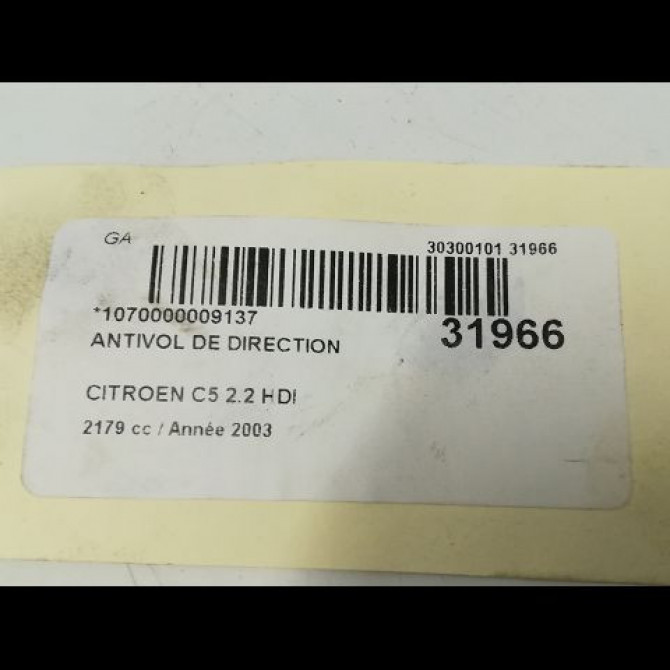 GA
30300101 31966
*1070000009137
31966
ANTIVOL DE DIRECTION
CITROEN C5 2.2 HDI
2179 cc / Année 2003